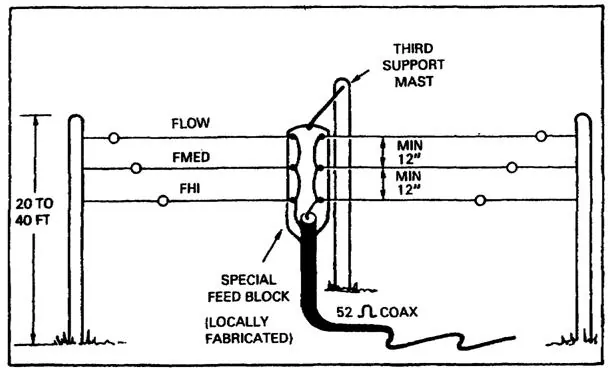 THIRD
SUPPORT
MAST
FLOW
FMED
FHI
MIN
12"
MIN
12"
20 TO
40 FT
SPECIAL
FEED BLOCK
(LOCALLY
FABRICATED)
52 Ω COAX